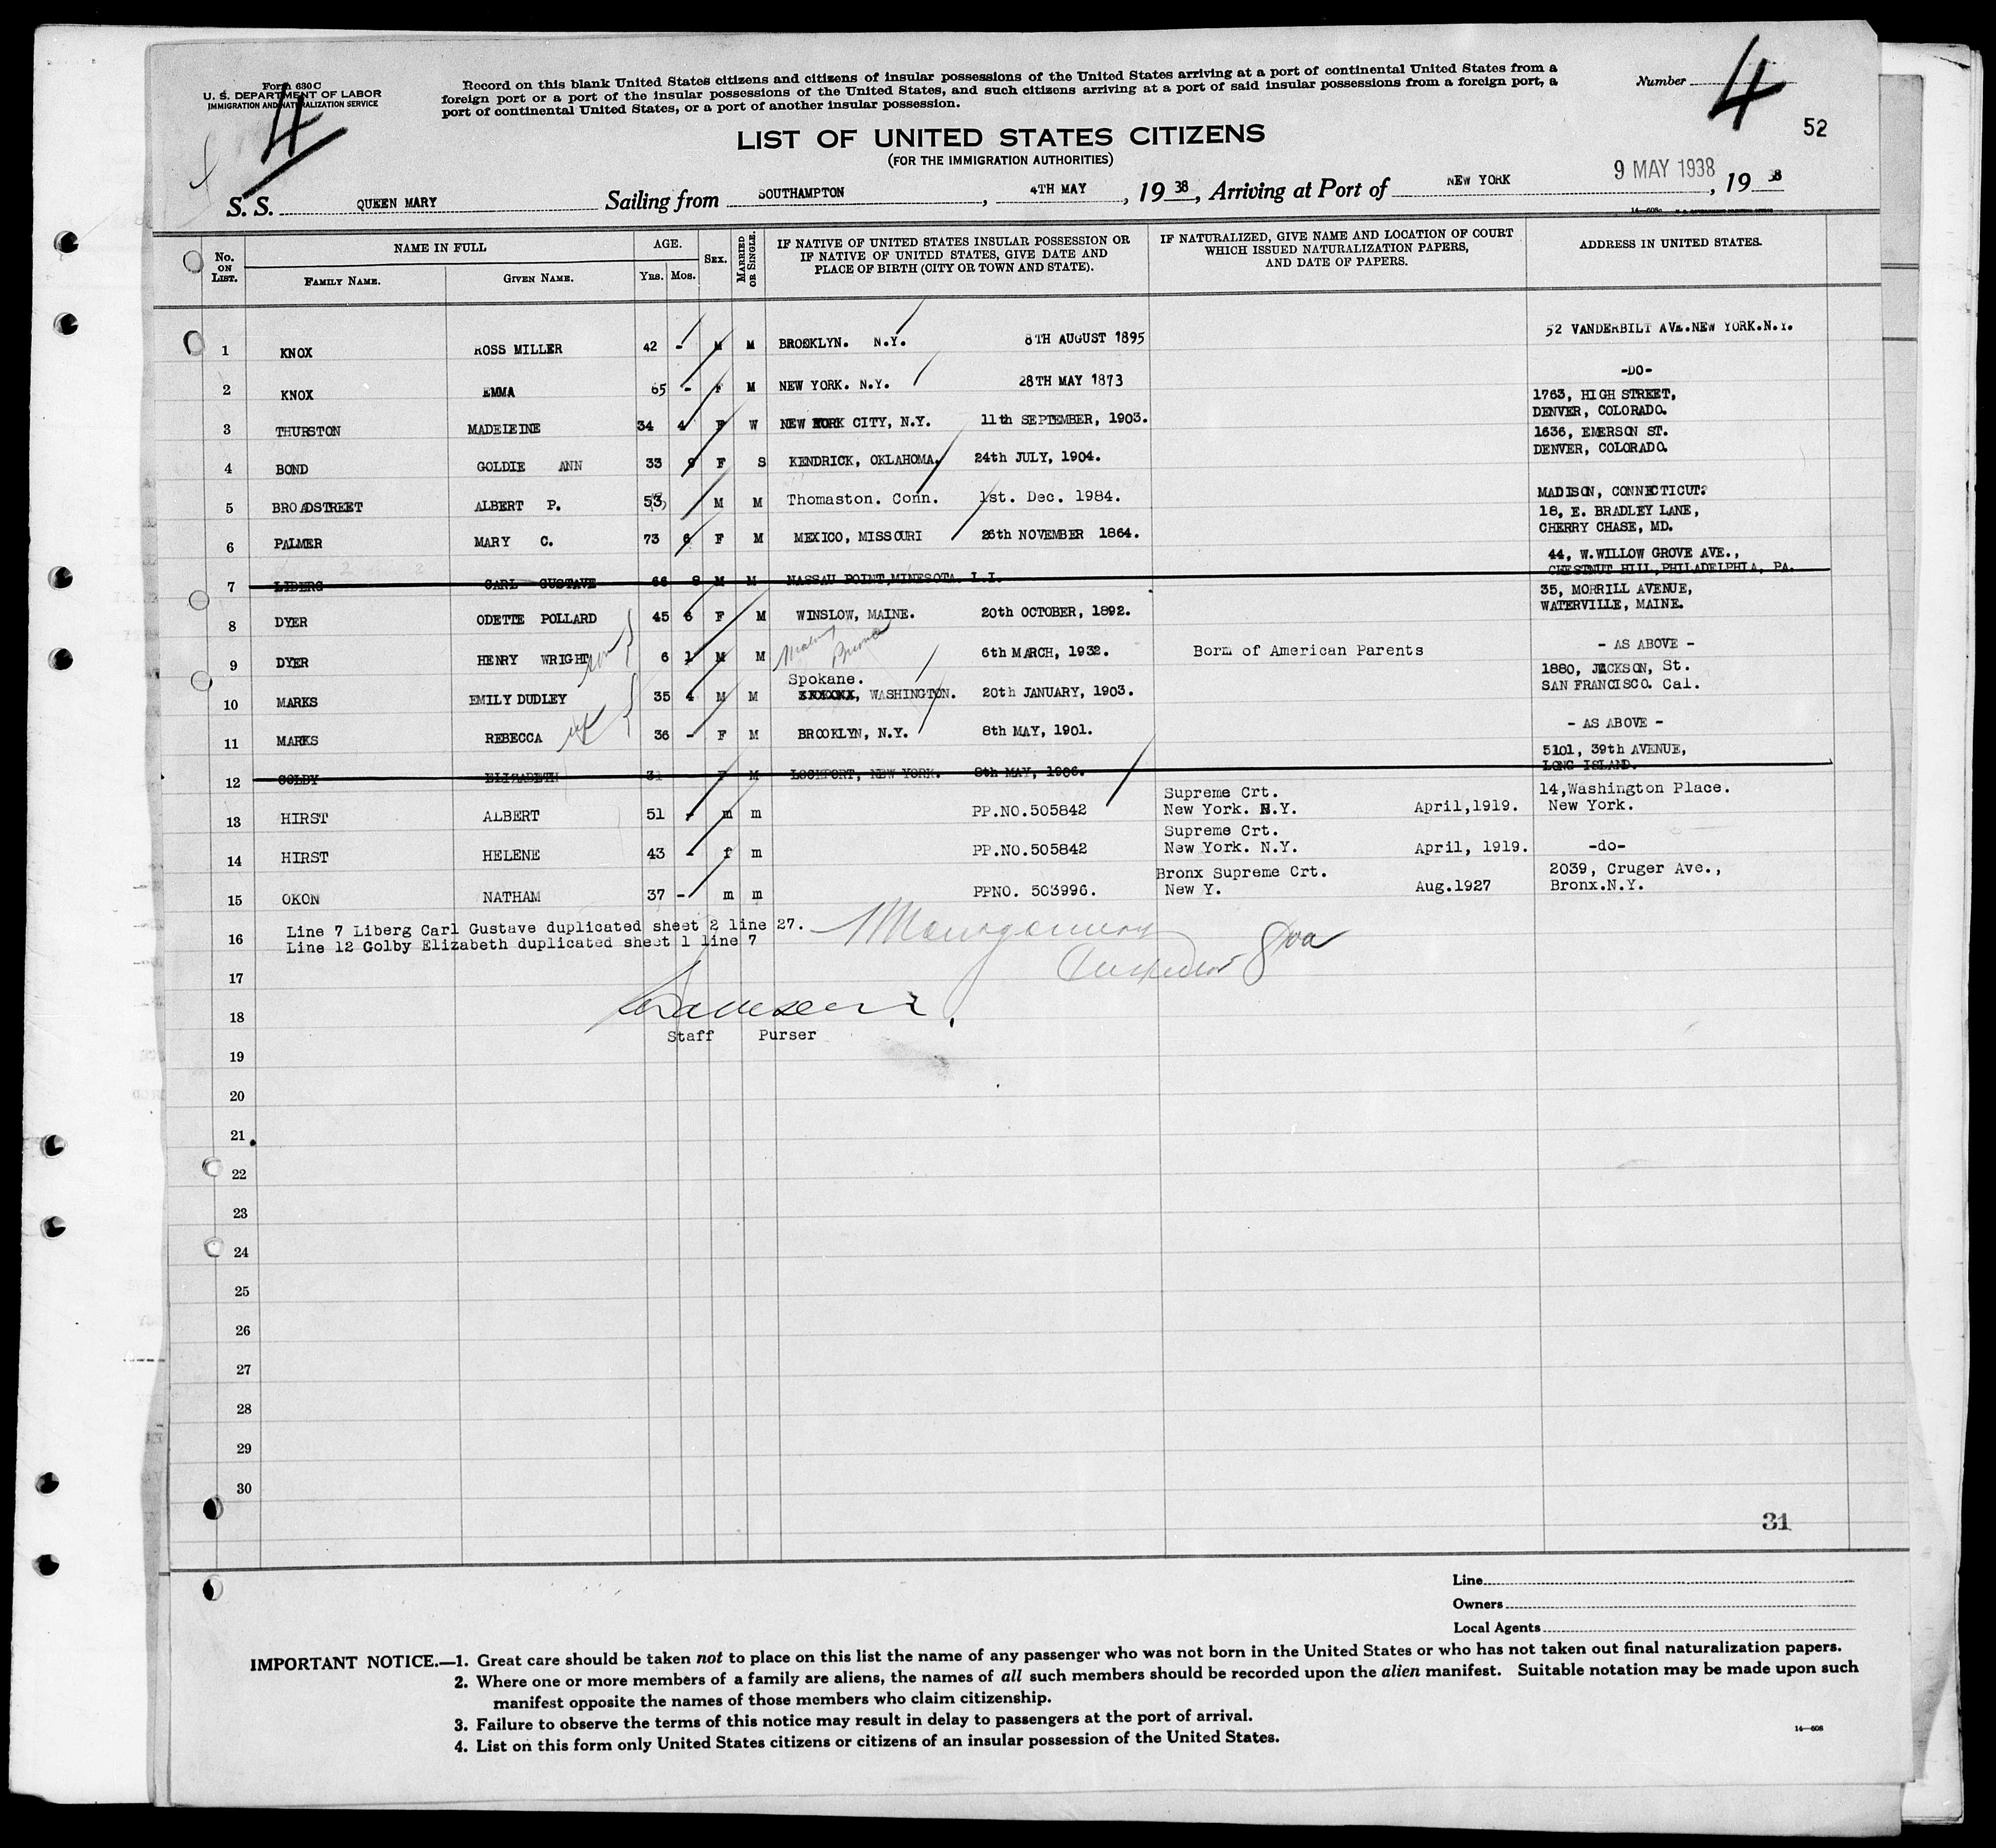 Form 630 C
U. S. DEPARTMENT OF LABOR
IMMIGRATION AND NATURALIZATION SERVICE
4
Record on this blank United States citizens and citizens of insular possessions of the United States arriving at a port of continental United States from a
foreign port or a port of the insular possessions of the United States, and such citizens arriving at a port of said insular possessions from a foreign port, a
port of continental United States, or a port of another insular possession.
Number 4
52
LIST OF UNITED STATES CITIZENS
(FOR THE IMMIGRATION AUTHORITIES)
S. S. QUEEN MARY Sailing from SOUTHAMPTON, 4TH MAY, 19 38, Arriving at Port of NEW YORK 9 MAY 1938, 19 38
No. ON LIST. NAME IN FULL AGE. SEX. MARRIED OR SINGLE. IF NATIVE OF UNITED STATES INSULAR POSSESSION OR IF NATIVE OF UNITED STATES, GIVE DATE AND PLACE OF BIRTH (CITY OR TOWN AND STATE). IF NATURALIZED, GIVE NAME AND LOCATION OF COURT WHICH ISSUED NATURALIZATION PAPERS, AND DATE OF PAPERS. ADDRESS IN UNITED STATES.
FAMILY NAME. GIVEN NAME. YRS. MOS.
1 KNOX ROSS MILLER 42 - M M BROOKLYN. N.Y. 8TH AUGUST 1895 52 VANDERBILT AVE.NEW YORK.N.Y.
2 KNOX EMMA 65 - F M NEW YORK. N.Y. 28TH MAY 1873 -DO-
3 THURSTON MADELEINE 34 4 F W NEW YORK CITY, N.Y. 11th SEPTEMBER, 1903. 1763, HIGH STREET, DENVER, COLORADO.
4 BOND GOLDIE ANN 33 9 F S KENDRICK, OKLAHOMA. 24th JULY, 1904. 1636, EMERSON ST. DENVER, COLORADO.
5 BROADSTREET ALBERT P. 53 M M Thomaston. Conn. 1st. Dec. 1984. MADISON, CONNECTICUT.
6 PALMER MARY C. 73 6 F M MEXICO, MISSOURI 26th NOVEMBER 1864. 18, E. BRADLEY LANE, CHERRY CHASE, MD.
7 LIBERG CARL GUSTAVE 66 9 M M NASSAU POINT,MINESOTA. L.I. 44, W.WILLOW GROVE AVE., CHESTNUT HILL,PHILADELPHIA, PA.
8 DYER ODETTE POLLARD 45 6 F M WINSLOW, MAINE. 20th OCTOBER, 1892. 35, MORRILL AVENUE, WATERVILLE, MAINE.
9 DYER HENRY WRIGHT 6 1 M M 6th MARCH, 1932. Born of American Parents - AS ABOVE -
10 MARKS EMILY DUDLEY 35 4 M M Spokane. WASHINGTON. 20th JANUARY, 1903. 1880, JACKSON, St. SAN FRANCISCO. Cal.
11 MARKS REBECCA 36 - F M BROOKLYN, N.Y. 8th MAY, 1901. - AS ABOVE -
12 GOLBY ELIZABETH 31 F M LOCKPORT, NEW YORK. 8th MAY, 1906. 5101, 39th AVENUE, LONG ISLAND.
13 HIRST ALBERT 51 - m m PP.NO.505842 Supreme Crt. New York. N.Y. April,1919. 14,Washington Place. New York.
14 HIRST HELENE 43 - f m PP.NO.505842 Supreme Crt. New York. N.Y. April, 1919. -do-
15 OKON NATHAM 37 - m m PPNO. 503996. Bronx Supreme Crt. New Y. Aug.1927 2039, Cruger Ave., Bronx.N.Y.
16 Line 7 Liberg Carl Gustave duplicated sheet 2 line 27.
Line 12 Golby Elizabeth duplicated sheet 1 line 7
Montgomery
17
18
Staff Purser
19
20
21
22
23
24
25
26
27
28
29
30
31
Line
Owners
Local Agents
IMPORTANT NOTICE.—1. Great care should be taken not to place on this list the name of any passenger who was not born in the United States or who has not taken out final naturalization papers.
2. Where one or more members of a family are aliens, the names of all such members should be recorded upon the alien manifest. Suitable notation may be made upon such
manifest opposite the names of those members who claim citizenship.
3. Failure to observe the terms of this notice may result in delay to passengers at the port of arrival.
4. List on this form only United States citizens or citizens of an insular possession of the United States.
14—608